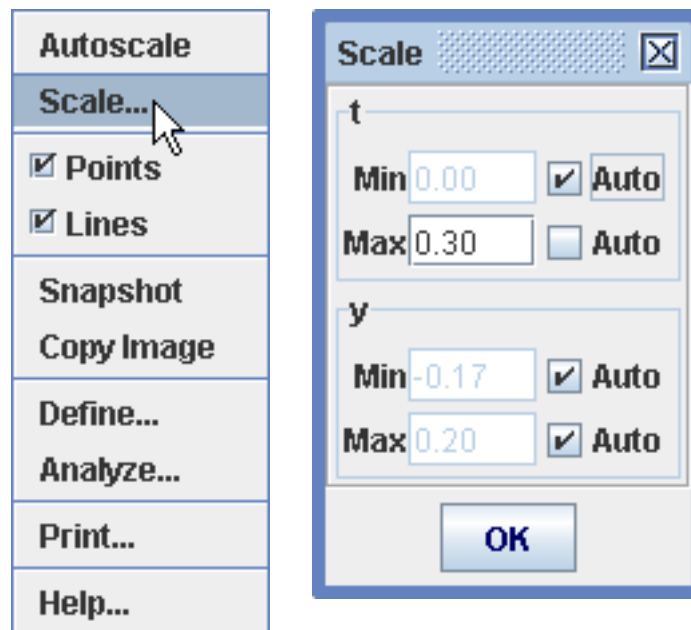 Autoscale
Scale...
Points
Lines
Snapshot
Copy Image
Define...
Analyze...
Print...
Help...
Scale
t
Min 0.00 Auto
Max 0.30 Auto
y
Min -0.17 Auto
Max 0.20 Auto
OK